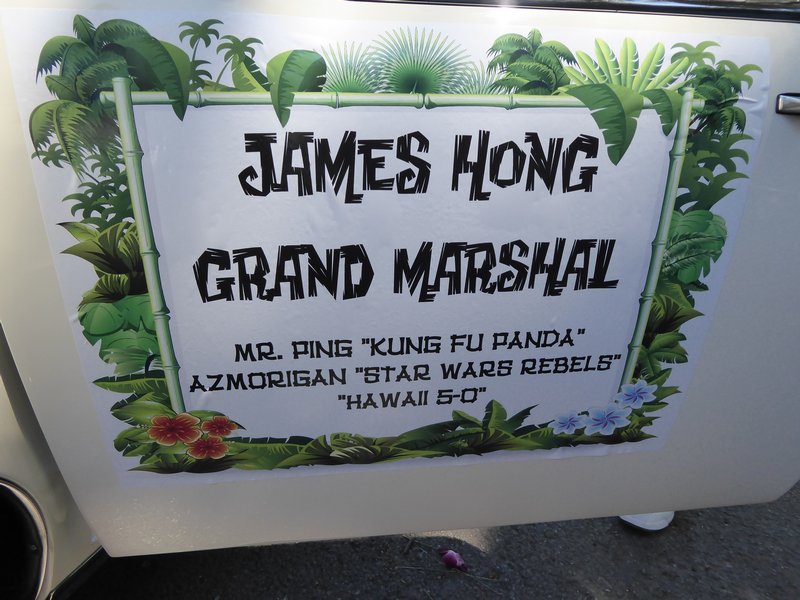 JAMES HONG
GRAND MARSHAL
MR. PING "KUNG FU PANDA"
AZMORIGAN "STAR WARS REBELS"
"HAWAII 5-0"